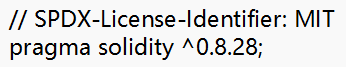 // SPDX-License-Identifier: MIT
pragma solidity ^0.8.28;